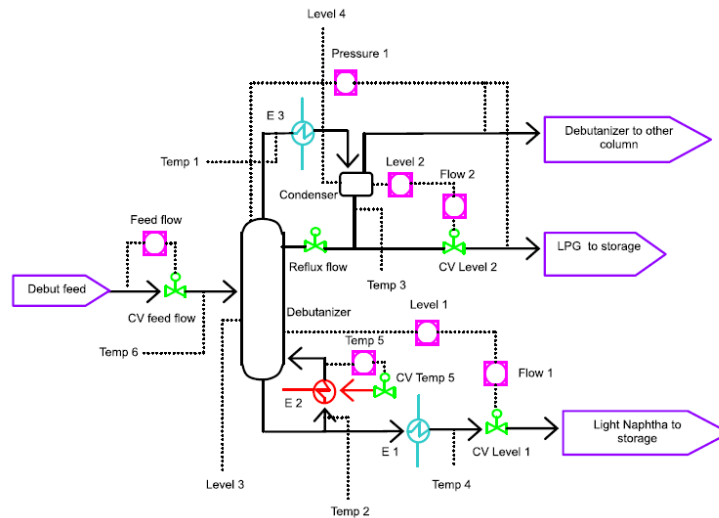 Level 4
Pressure 1
E 3
Debutanizer to other
column
Temp 1
Level 2
Flow 2
Condenser
Feed flow
LPG to storage
Reflux flow
CV Level 2
Temp 3
Debut feed
CV feed flow
Debutanizer
Level 1
Temp 6
Temp 5
CV Temp 5
Flow 1
E 2
Light Naphtha to
storage
E 1
CV Level 1
Level 3
Temp 4
Temp 2